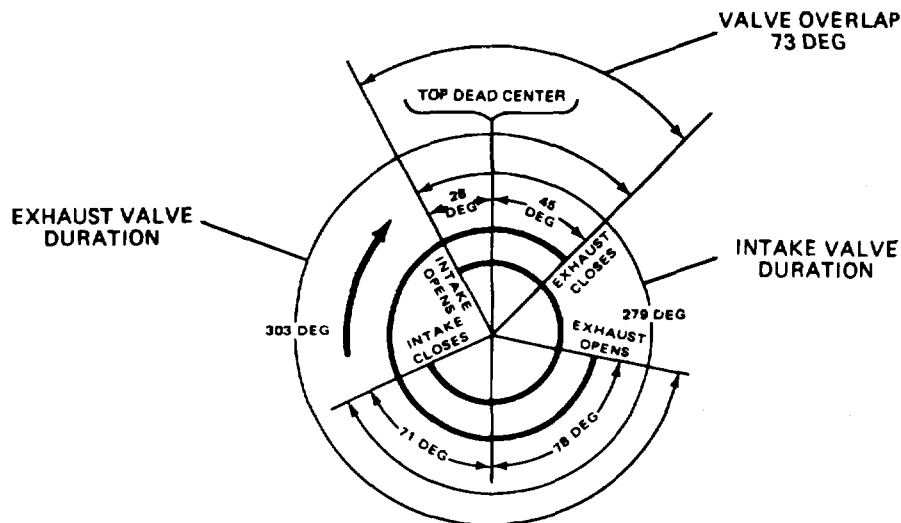 VALVE OVERLAP
73 DEG
TOP DEAD CENTER
28
DEG
45
DEG
EXHAUST VALVE
DURATION
INTAKE
OPENS
EXHAUST
CLOSES
INTAKE VALVE
DURATION
303 DEG
INTAKE
CLOSES
279 DEG
EXHAUST
OPENS
71 DEG
78 DEG